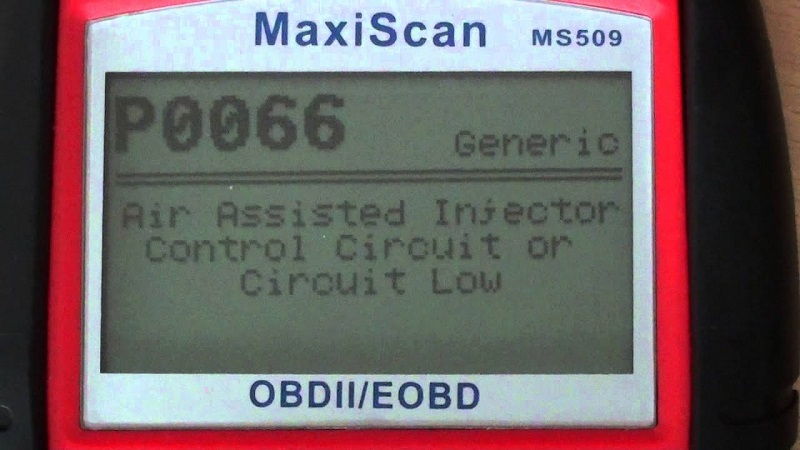 MaxiScan MS509
P0066 Generic
Air Assisted Injector
Control Circuit or
Circuit Low
OBDII/EOBD